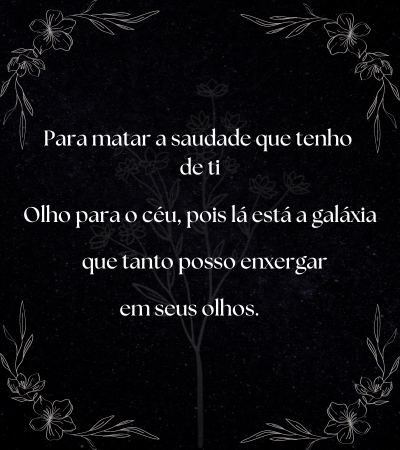 Para matar a saudade que tenho
de ti
Olho para o céu, pois lá está a galáxia
que tanto posso enxergar
em seus olhos.